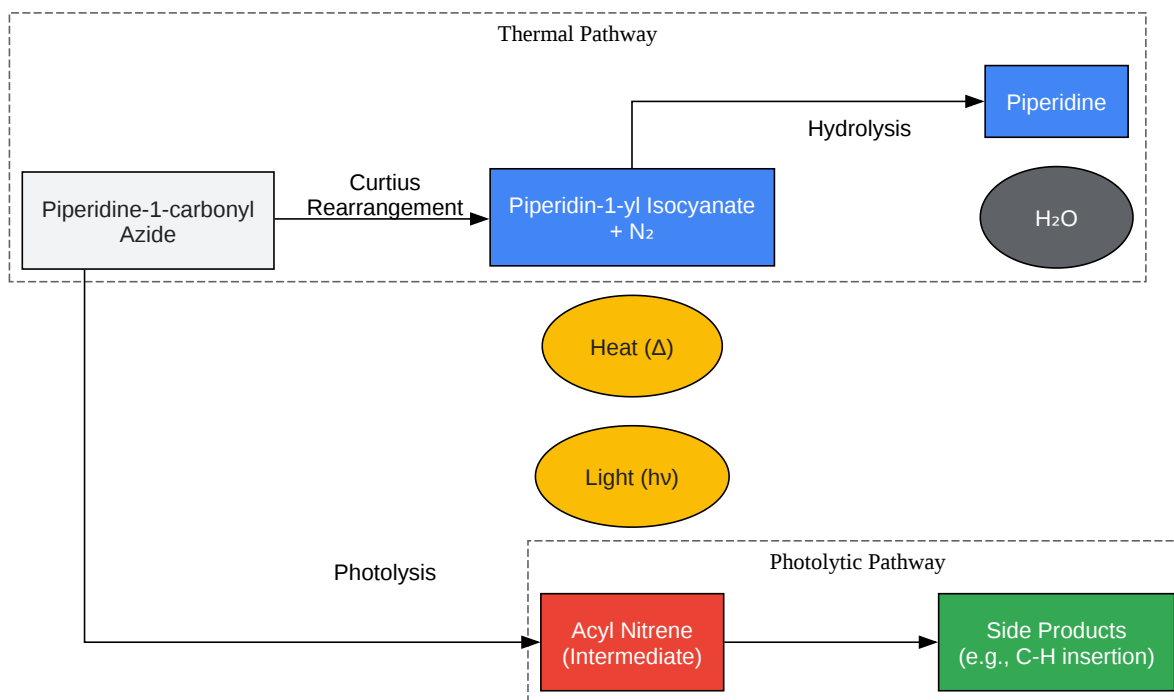 Thermal Pathway
Piperidine
Hydrolysis
Curtius
Rearrangement
Piperidine-1-carbonyl
Azide
Piperidin-1-yl Isocyanate
+ N₂
H₂O
Heat (Δ)
Light (hν)
Photolysis
Photolytic Pathway
Acyl Nitrene
(Intermediate)
Side Products
(e.g., C-H insertion)